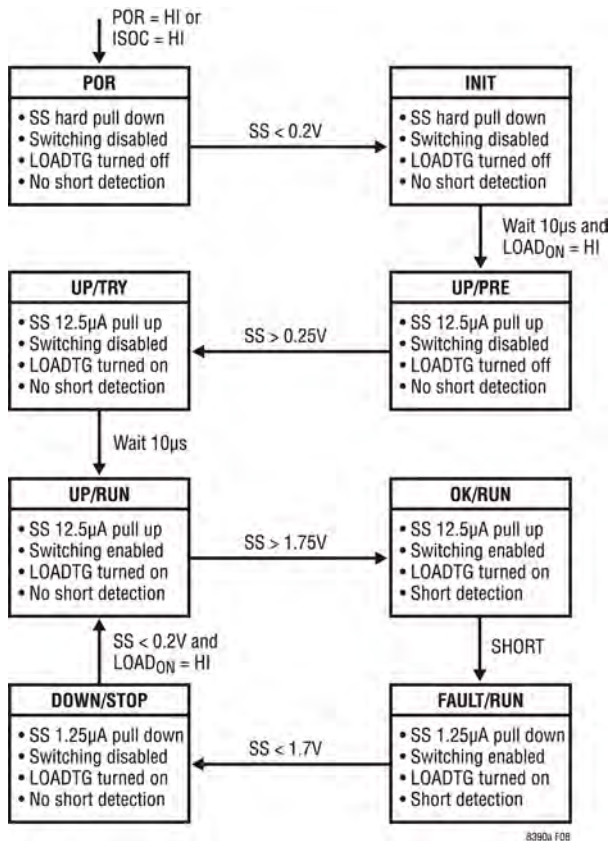 POR = HI or
ISOC = HI
POR
• SS hard pull down
• Switching disabled
• LOADTG turned off
• No short detection
SS < 0.2V
INIT
• SS hard pull down
• Switching disabled
• LOADTG turned off
• No short detection
Wait 10μs and
LOADON = HI
UP/PRE
• SS 12.5μA pull up
• Switching disabled
• LOADTG turned off
• No short detection
SS > 0.25V
UP/TRY
• SS 12.5μA pull up
• Switching disabled
• LOADTG turned on
• No short detection
Wait 10μs
UP/RUN
• SS 12.5μA pull up
• Switching enabled
• LOADTG turned on
• No short detection
SS > 1.75V
OK/RUN
• SS 12.5μA pull up
• Switching enabled
• LOADTG turned on
• Short detection
SHORT
FAULT/RUN
• SS 1.25μA pull down
• Switching enabled
• LOADTG turned on
• Short detection
SS < 1.7V
DOWN/STOP
• SS 1.25μA pull down
• Switching disabled
• LOADTG turned on
• No short detection
SS < 0.2V and
LOADON = HI
8390a F08